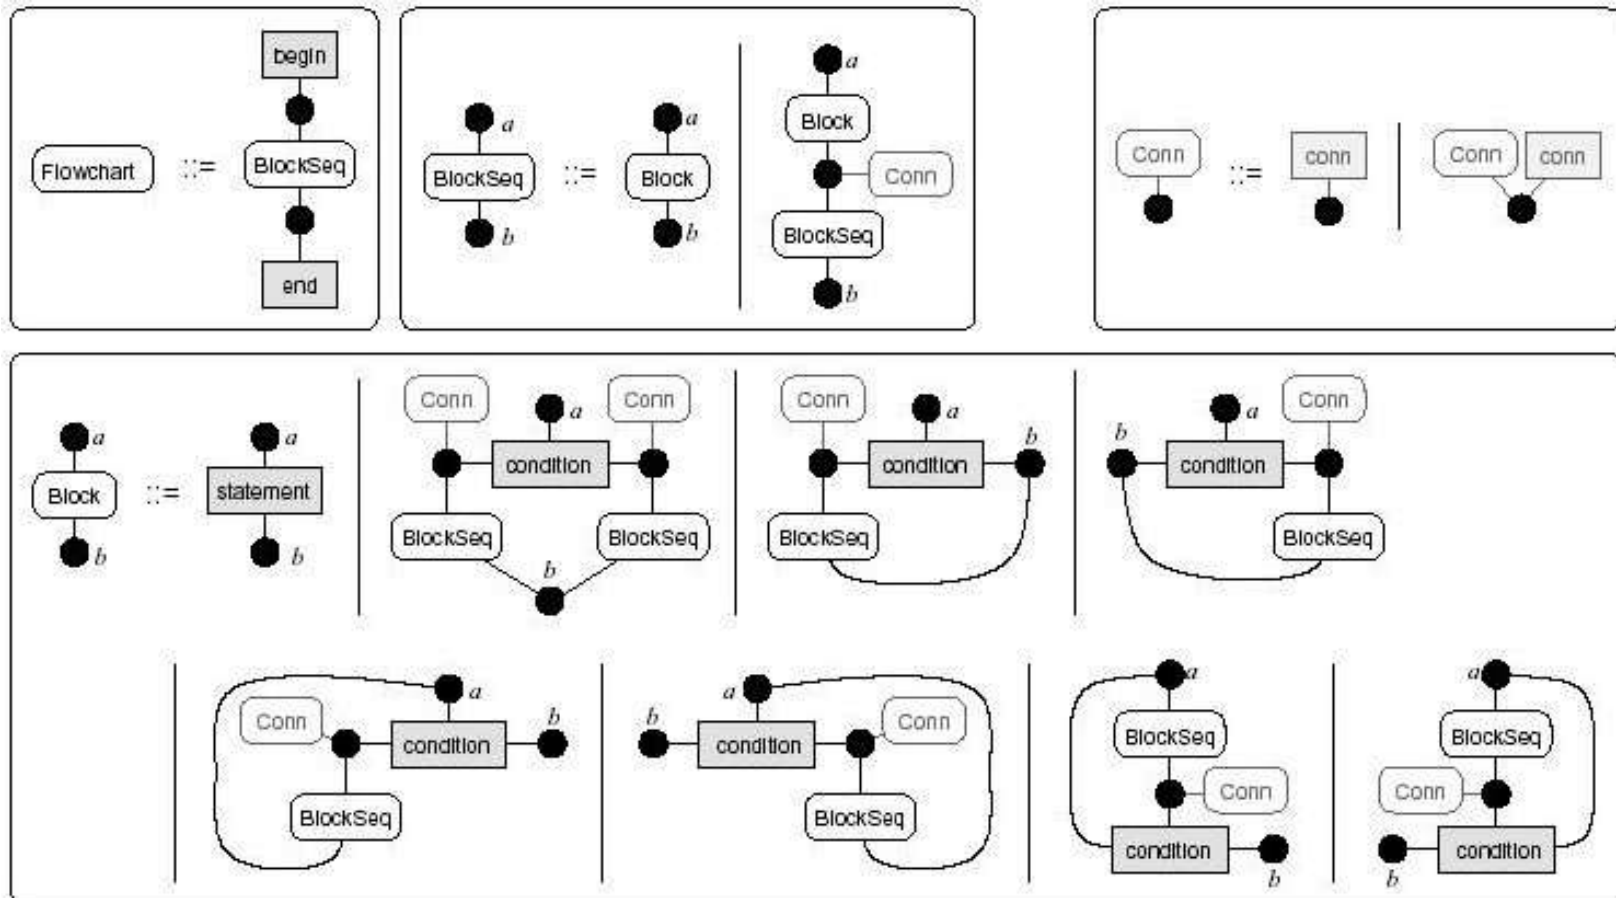 Flowchart ::= begin
BlockSeq
end
a
BlockSeq
b
::=
a
Block
b
a
Block
Conn
BlockSeq
b
Conn ::= conn
Conn conn
a
Block
b
::=
a
statement
b
Conn a Conn
condition
BlockSeq BlockSeq
b
Conn a b
condition
BlockSeq
b a Conn
condition
BlockSeq
a
Conn b
condition
BlockSeq
a
b Conn
condition
BlockSeq
a
BlockSeq
Conn
condition
b
a
BlockSeq
Conn
condition
b